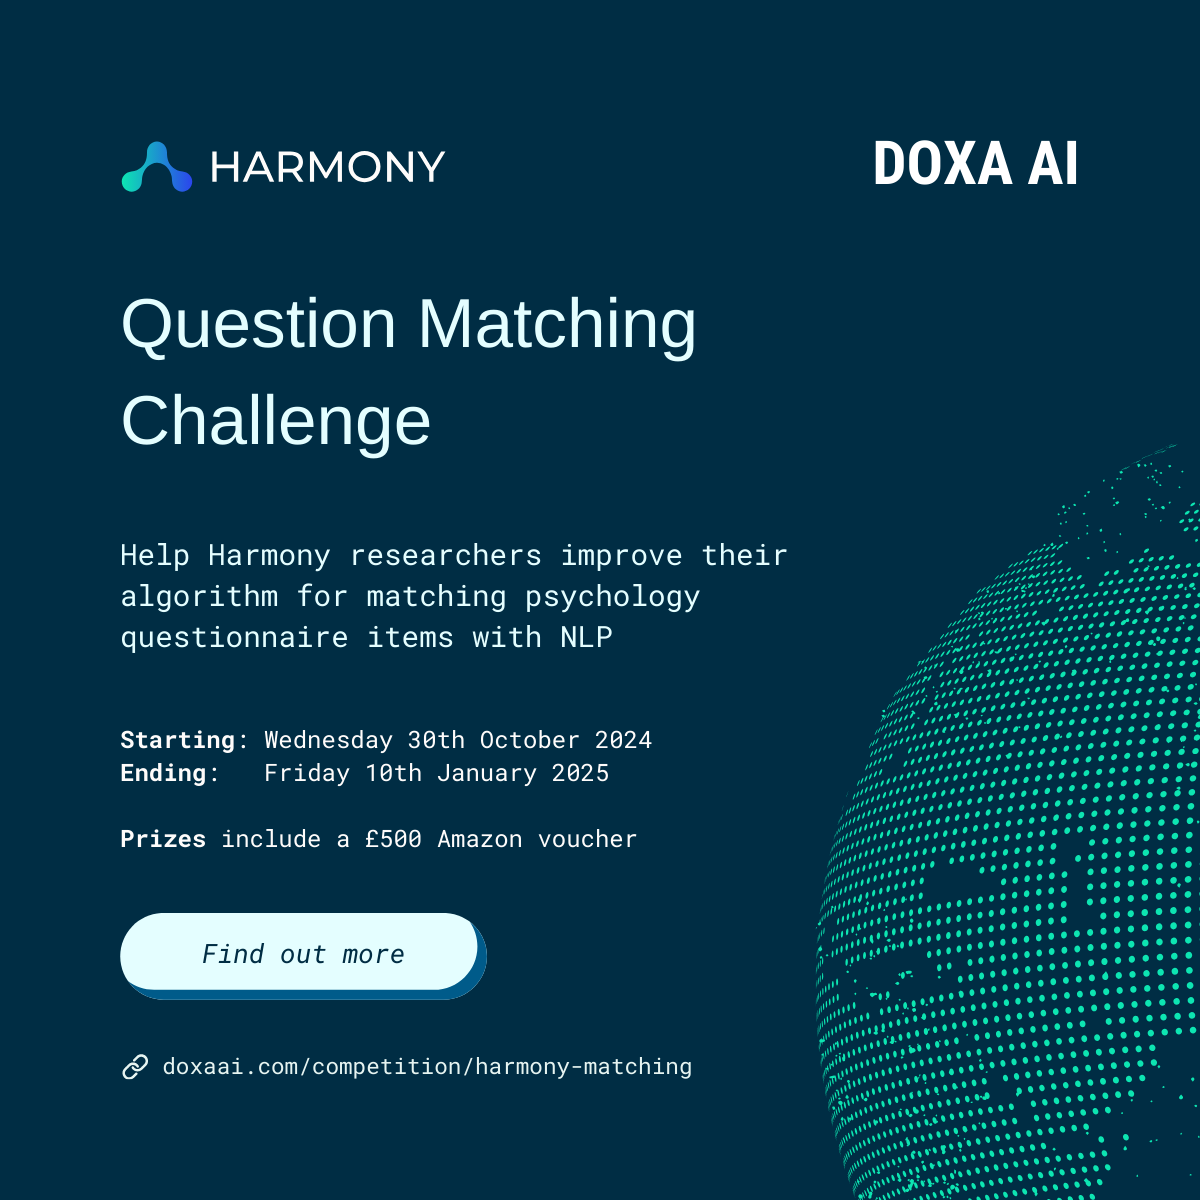 HARMONY
DOXA AI
Question Matching
Challenge
Help Harmony researchers improve their
algorithm for matching psychology
questionnaire items with NLP
Starting: Wednesday 30th October 2024
Ending: Friday 10th January 2025
Prizes include a £500 Amazon voucher
Find out more
doxaai.com/competition/harmony-matching